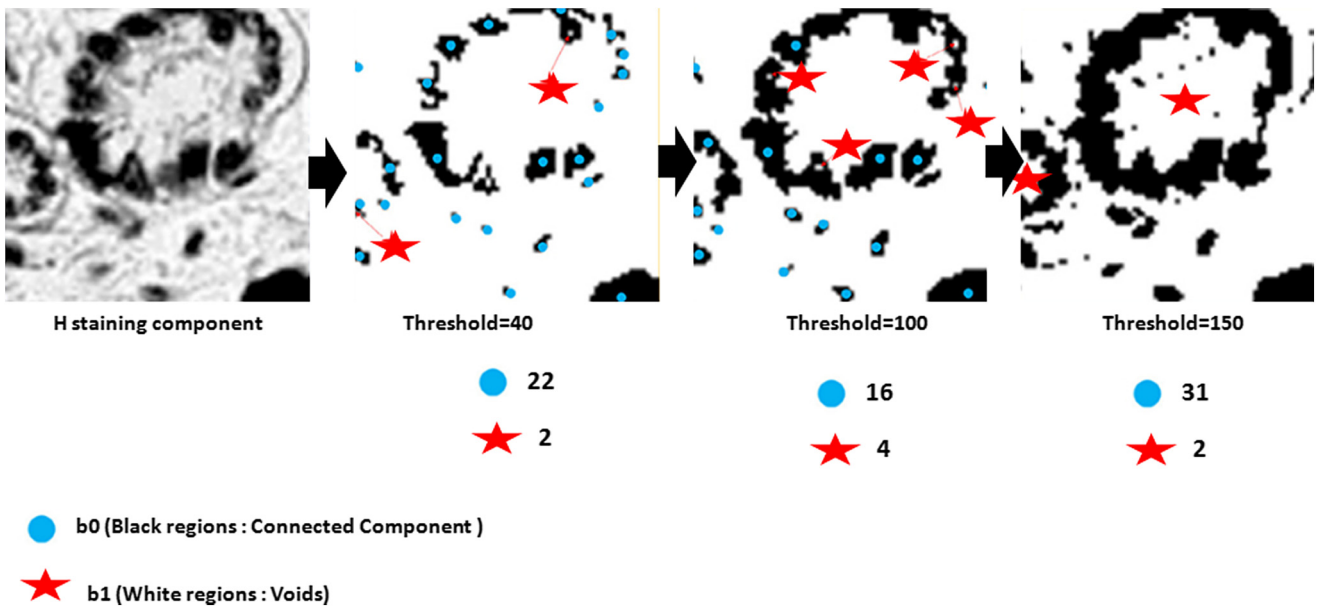 H staining component
Threshold=40
Threshold=100
Threshold=150
22
16
31
2
4
2
b0 (Black regions : Connected Component )
b1 (White regions : Voids)